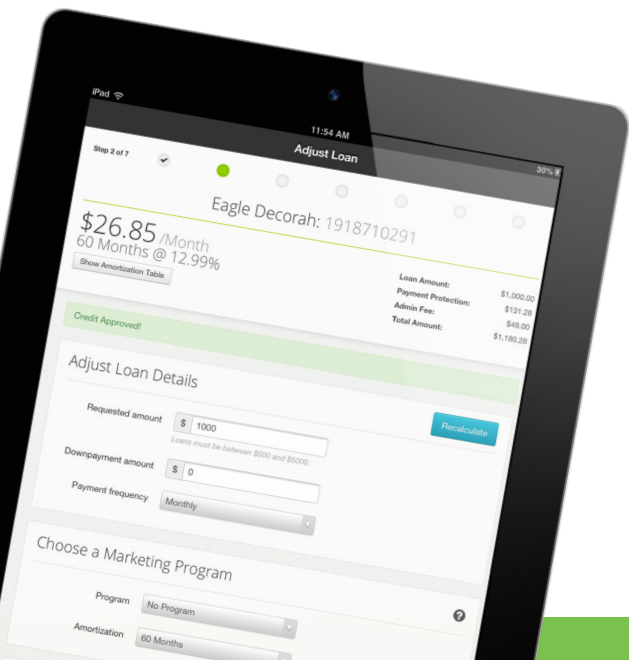 iPad
11:54 AM
30%
Adjust Loan
Step 2 of 7
Eagle Decorah: 1918710291
$26.85 /Month
60 Months @ 12.99%
Show Amortization Table
Loan Amount: $1,000.00
Payment Protection: $131.28
Admin Fee: $49.00
Total Amount: $1,180.28
Credit Approved!
Adjust Loan Details
Recalculate
Requested amount $ 1000
Loans must be between $500 and $5000.
Downpayment amount $ 0
Payment frequency Monthly
Choose a Marketing Program ?
Program No Program
Amortization 60 Months